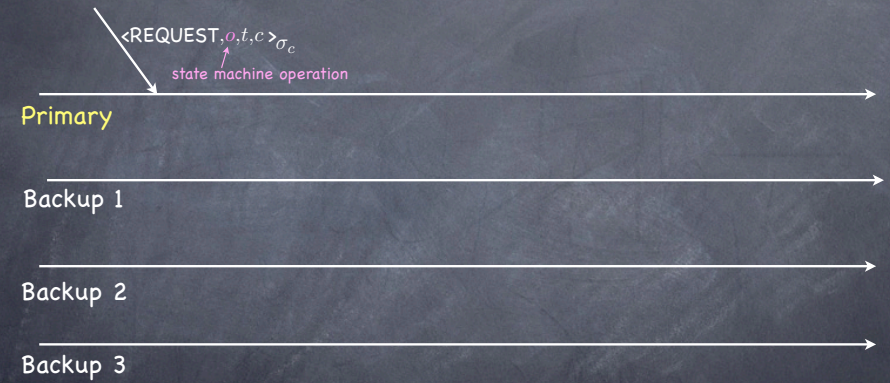 <REQUEST,o,t,c>σc
state machine operation
Primary
Backup 1
Backup 2
Backup 3